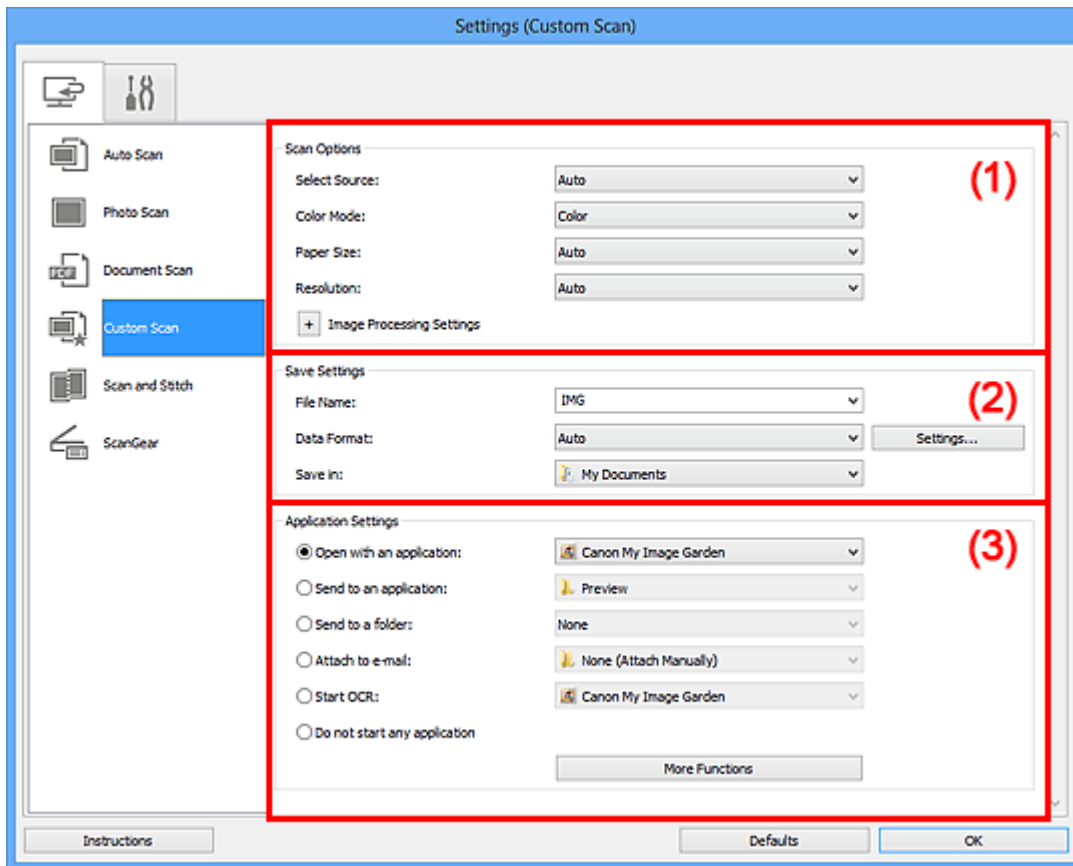 Settings (Custom Scan)
Auto Scan
Photo Scan
Document Scan
Custom Scan
Scan and Stitch
ScanGear
Scan Options
(1)
Select Source: Auto
Color Mode: Color
Paper Size: Auto
Resolution: Auto
+ Image Processing Settings
Save Settings
(2)
File Name: IMG
Data Format: Auto Settings...
Save in: My Documents
Application Settings
(3)
Open with an application: Canon My Image Garden
Send to an application: Preview
Send to a folder: None
Attach to e-mail: None (Attach Manually)
Start OCR: Canon My Image Garden
Do not start any application
More Functions
Instructions Defaults OK